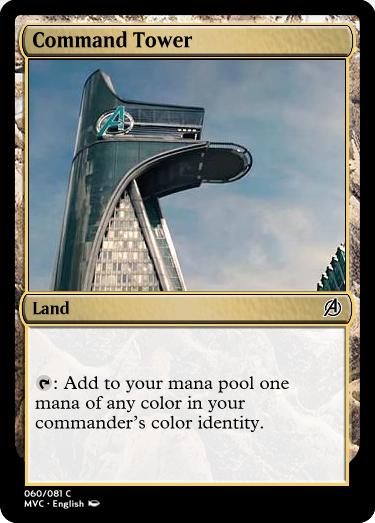 Command Tower
A
Land
: Add to your mana pool one
mana of any color in your
commander's color identity.
060/081 C
MVC • English